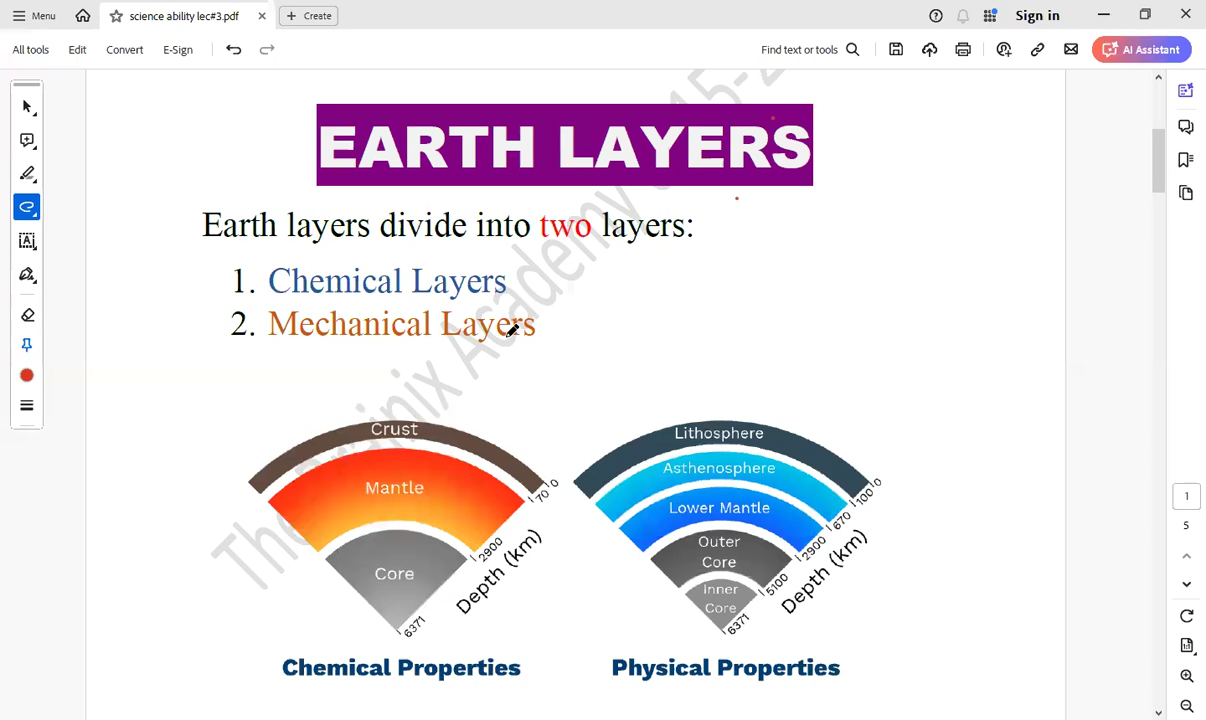 Menu
science ability lec#3.pdf
Create
Sign in
All tools
Edit
Convert
E-Sign
Find text or tools
AI Assistant
EARTH LAYERS
Earth layers divide into two layers:
1. Chemical Layers
2. Mechanical Layers
Crust
Mantle
Core
0
70
2900
6371
Depth (km)
Chemical Properties
Lithosphere
Asthenosphere
Lower Mantle
Outer
Core
Inner
Core
0
100
670
2900
5100
6371
Depth (km)
Physical Properties
1
5